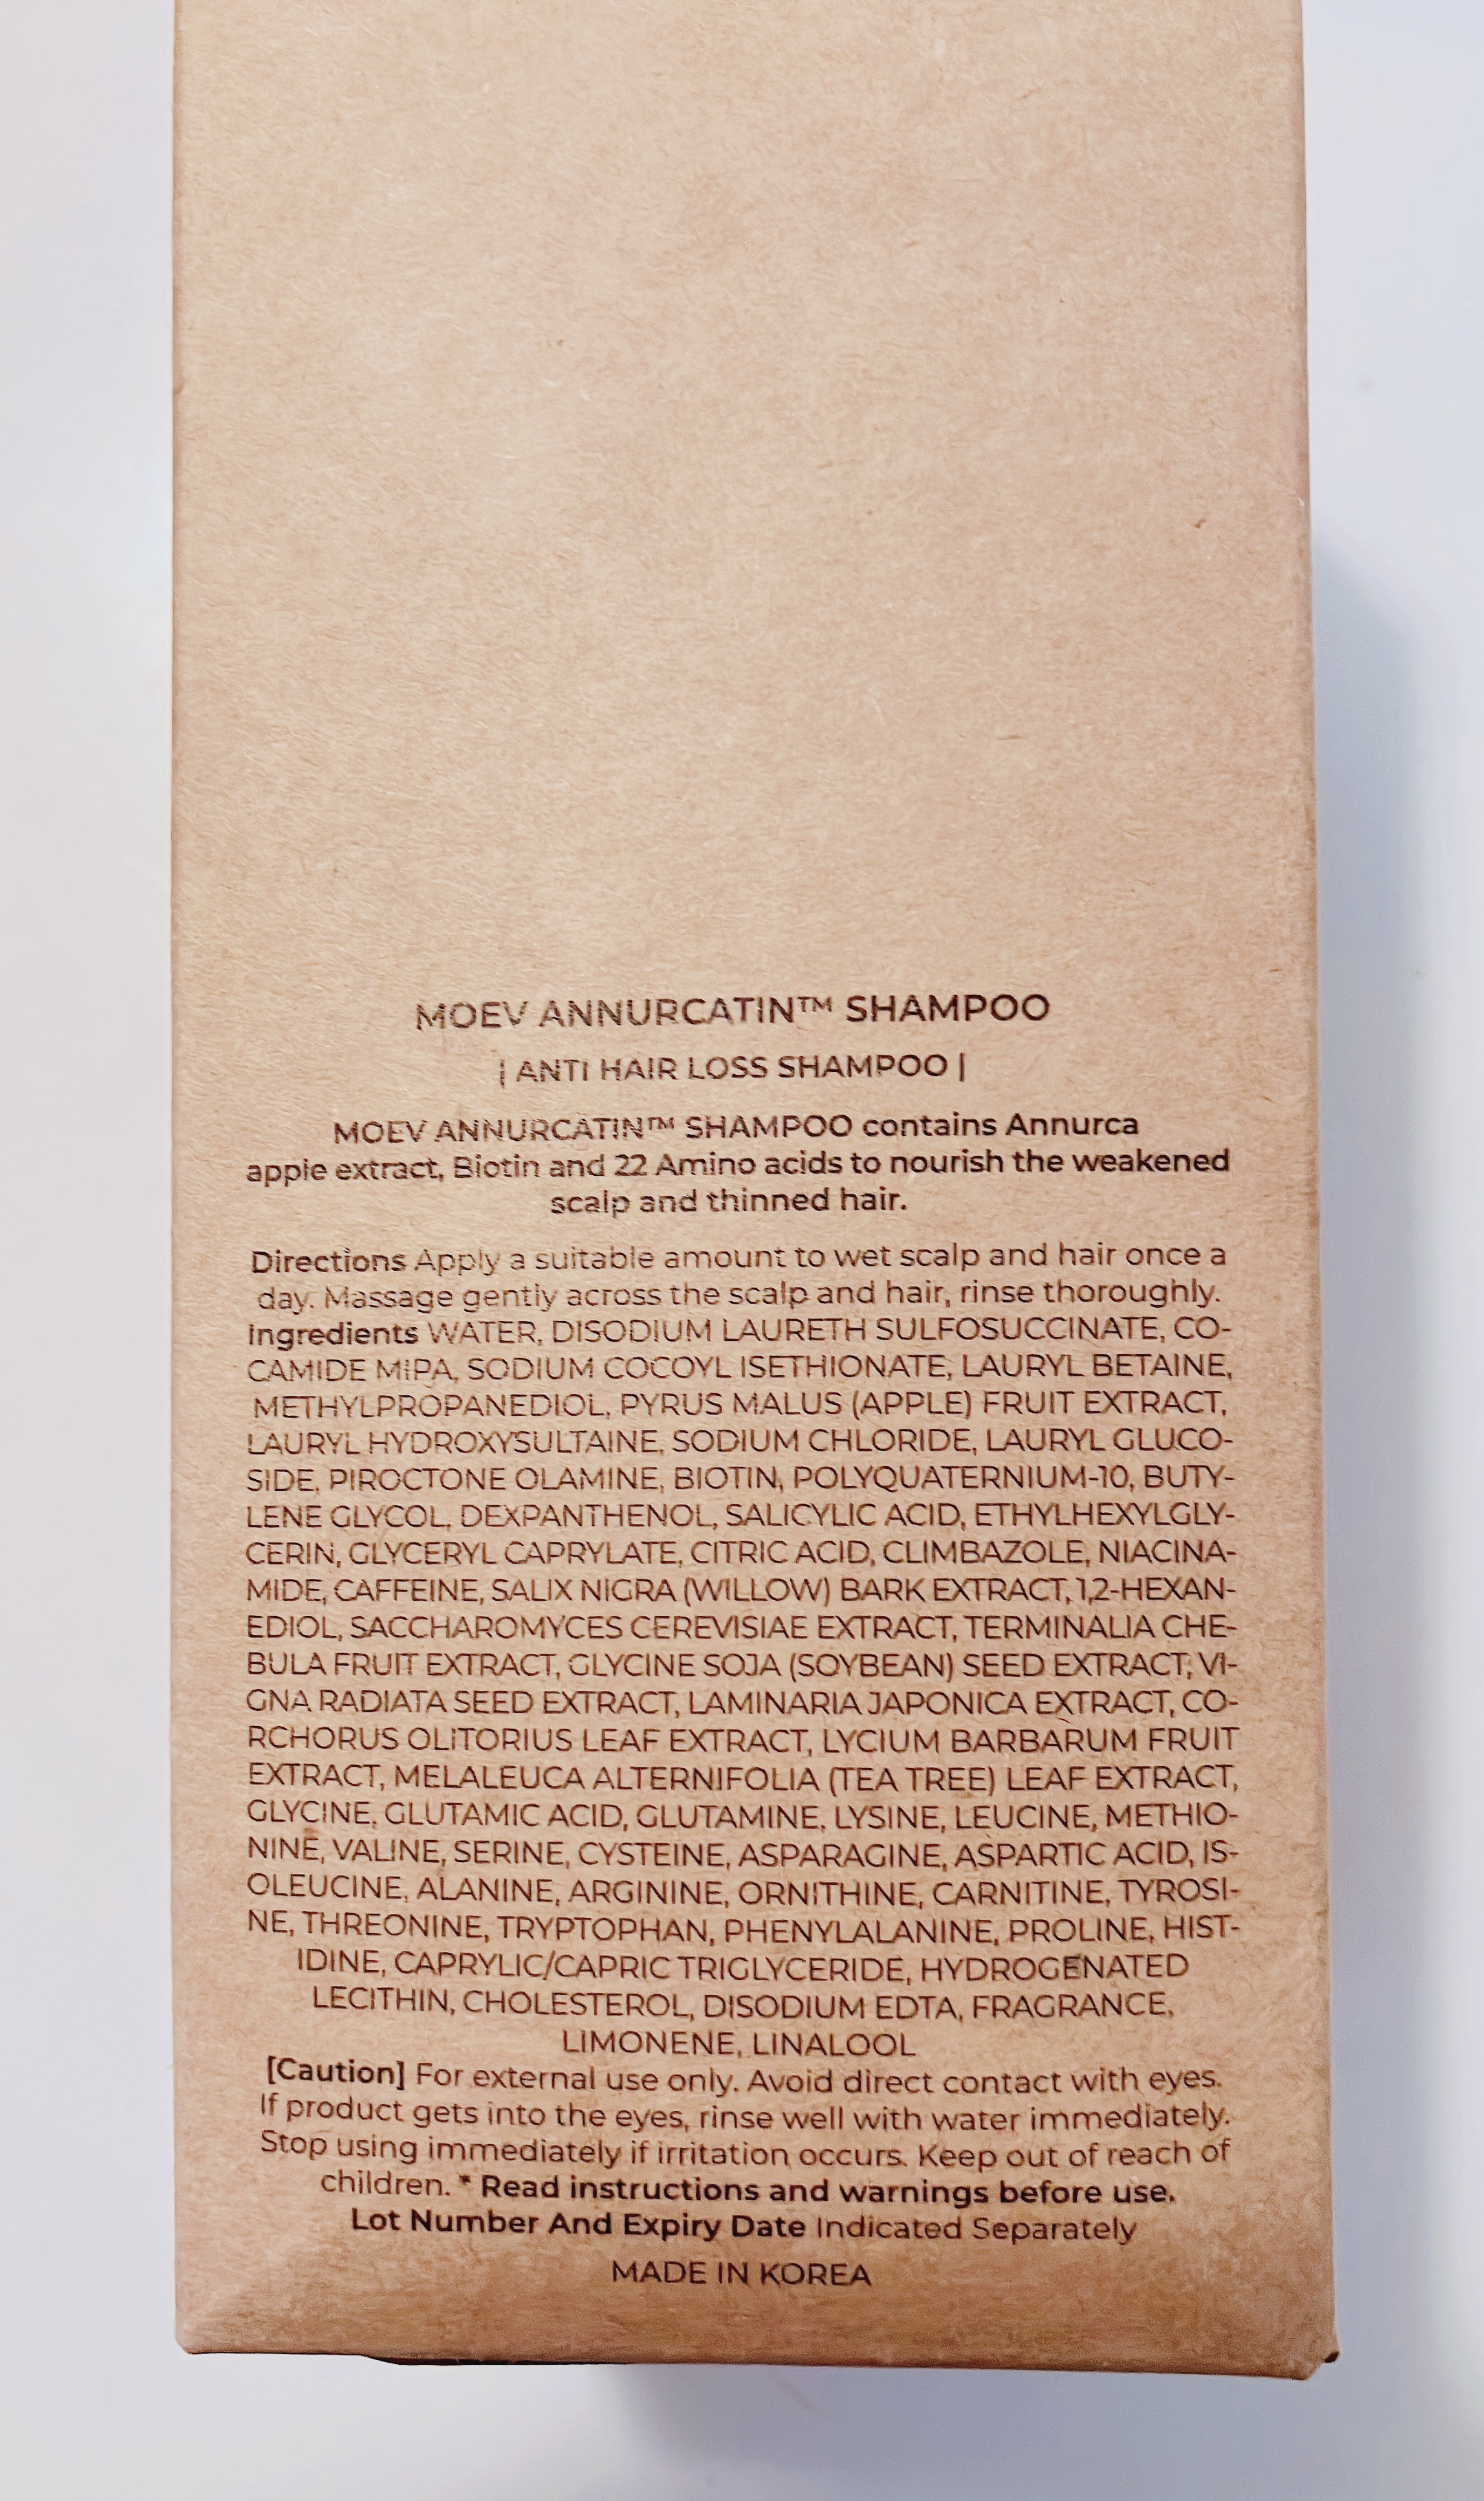 MOEV ANNURCATIN™ SHAMPOO
| ANTI HAIR LOSS SHAMPOO |
MOEV ANNURCATIN™ SHAMPOO contains Annurca
apple extract, Biotin and 22 Amino acids to nourish the weakened
scalp and thinned hair.
Directions Apply a suitable amount to wet scalp and hair once a
day. Massage gently across the scalp and hair, rinse thoroughly.
Ingredients WATER, DISODIUM LAURETH SULFOSUCCINATE, CO-
CAMIDE MIPA, SODIUM COCOYL ISETHIONATE, LAURYL BETAINE,
METHYLPROPANEDIOL, PYRUS MALUS (APPLE) FRUIT EXTRACT,
LAURYL HYDROXYSULTAINE, SODIUM CHLORIDE, LAURYL GLUCO-
SIDE, PIROCTONE OLAMINE, BIOTIN, POLYQUATERNIUM-10, BUTY-
LENE GLYCOL, DEXPANTHENOL, SALICYLIC ACID, ETHYLHEXYLGLY-
CERIN, GLYCERYL CAPRYLATE, CITRIC ACID, CLIMBAZOLE, NIACINA-
MIDE, CAFFEINE, SALIX NIGRA (WILLOW) BARK EXTRACT, 1,2-HEXAN-
EDIOL, SACCHAROMYCES CEREVISIAE EXTRACT, TERMINALIA CHE-
BULA FRUIT EXTRACT, GLYCINE SOJA (SOYBEAN) SEED EXTRACT, VI-
GNA RADIATA SEED EXTRACT, LAMINARIA JAPONICA EXTRACT, CO-
RCHORUS OLITORIUS LEAF EXTRACT, LYCIUM BARBARUM FRUIT
EXTRACT, MELALEUCA ALTERNIFOLIA (TEA TREE) LEAF EXTRACT,
GLYCINE, GLUTAMIC ACID, GLUTAMINE, LYSINE, LEUCINE, METHIO-
NINE, VALINE, SERINE, CYSTEINE, ASPARAGINE, ASPARTIC ACID, IS-
OLEUCINE, ALANINE, ARGININE, ORNITHINE, CARNITINE, TYROSI-
NE, THREONINE, TRYPTOPHAN, PHENYLALANINE, PROLINE, HIST-
IDINE, CAPRYLIC/CAPRIC TRIGLYCERIDE, HYDROGENATED
LECITHIN, CHOLESTEROL, DISODIUM EDTA, FRAGRANCE,
LIMONENE, LINALOOL
[Caution] For external use only. Avoid direct contact with eyes.
If product gets into the eyes, rinse well with water immediately.
Stop using immediately if irritation occurs. Keep out of reach of
children. * Read instructions and warnings before use.
Lot Number And Expiry Date Indicated Separately
MADE IN KOREA